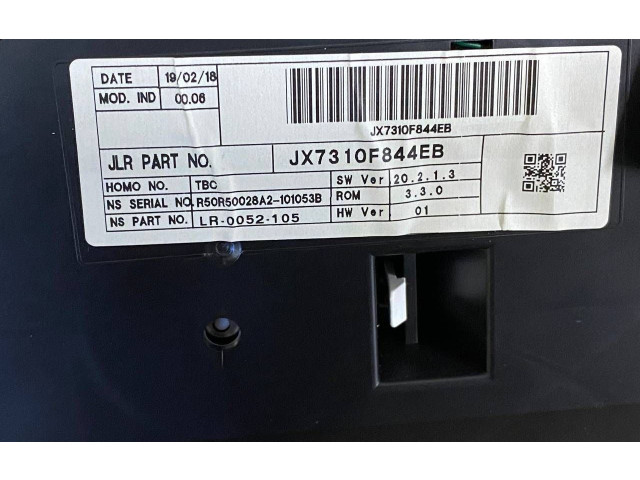 DATE 19/02/18
MOD. IND 00.06
JX7310F844EB
JLR PART NO. JX7310F844EB
HOMO NO. TBC SW Ver 20.2.1.3
NS SERIAL NO. R50R50028A2-101053B ROM 3.3.0
NS PART NO. LR-0052-105 HW Ver 01